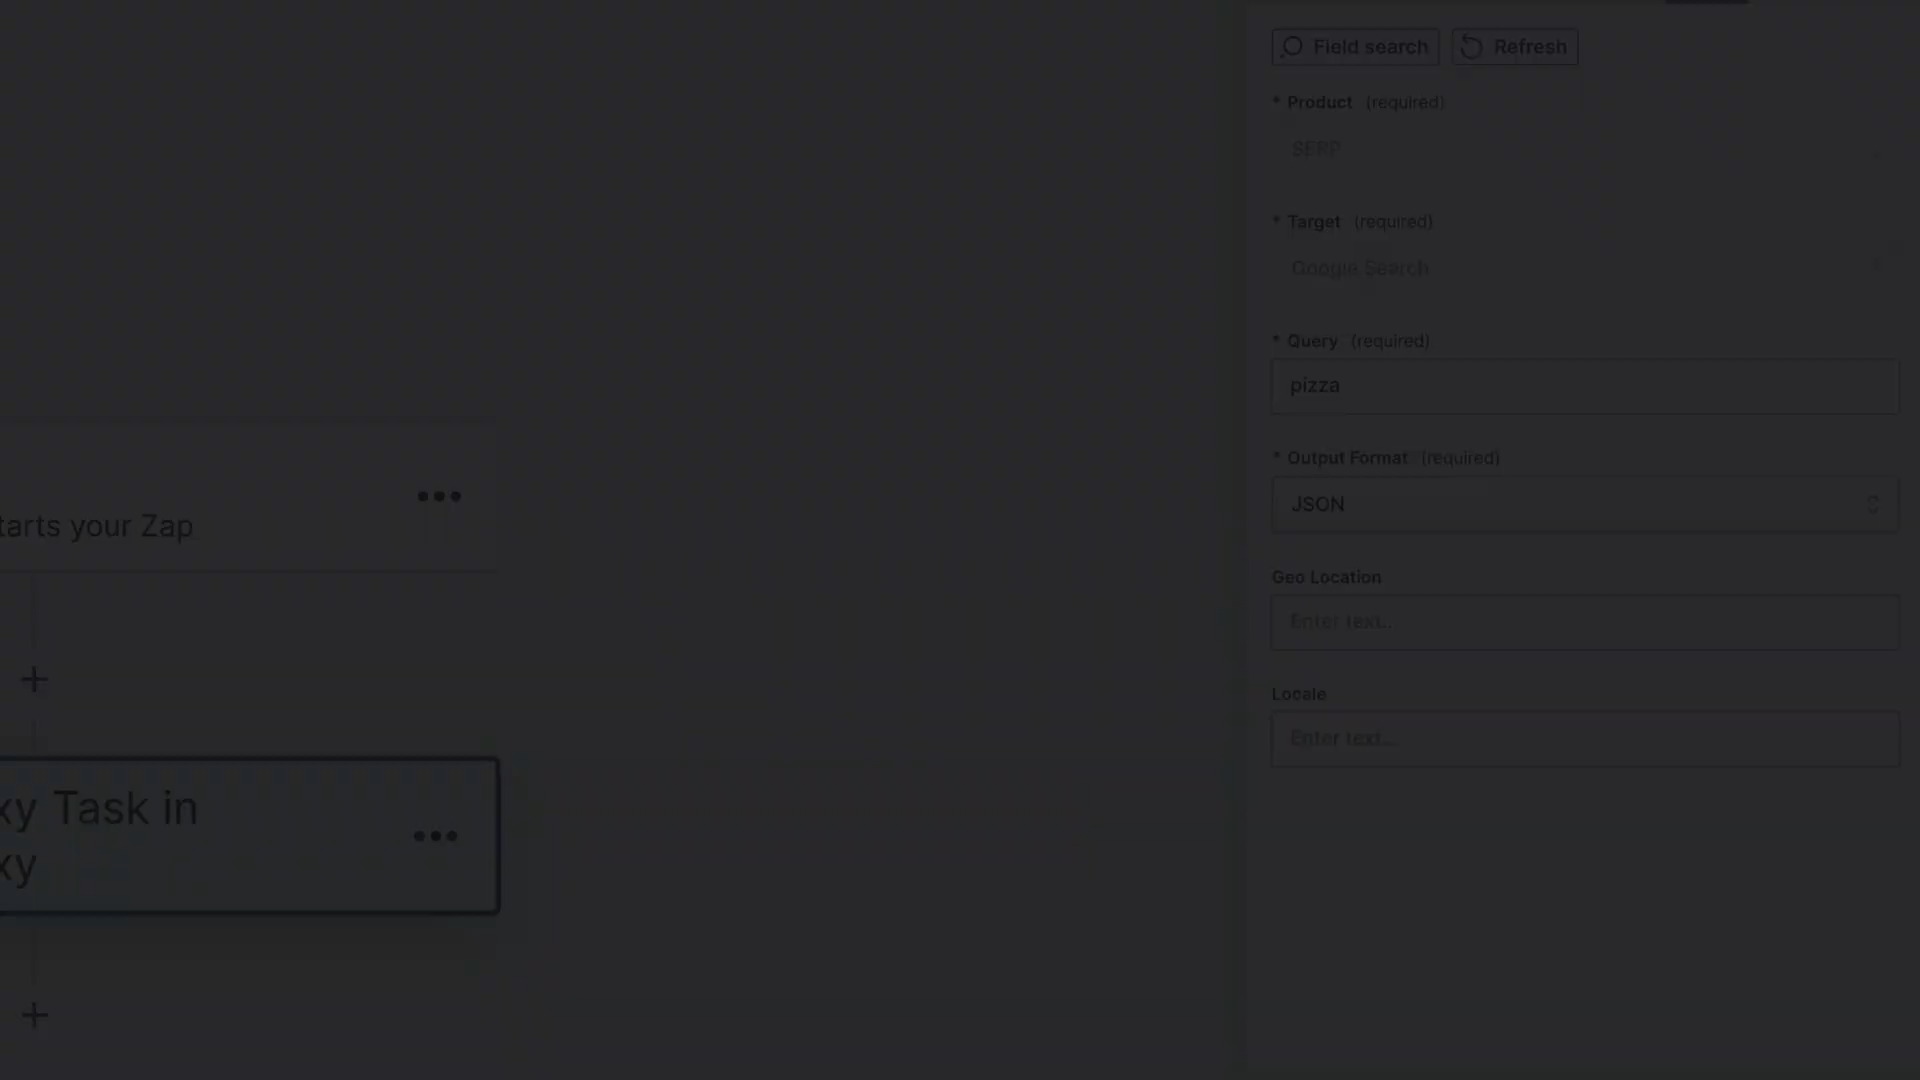 Field search Refresh
* Product (required)
SERP
* Target (required)
Google Search
* Query (required)
pizza
* Output Format (required)
JSON
Geo Location
Enter text...
Locale
Enter text...
tarts your Zap
xy Task in
xy